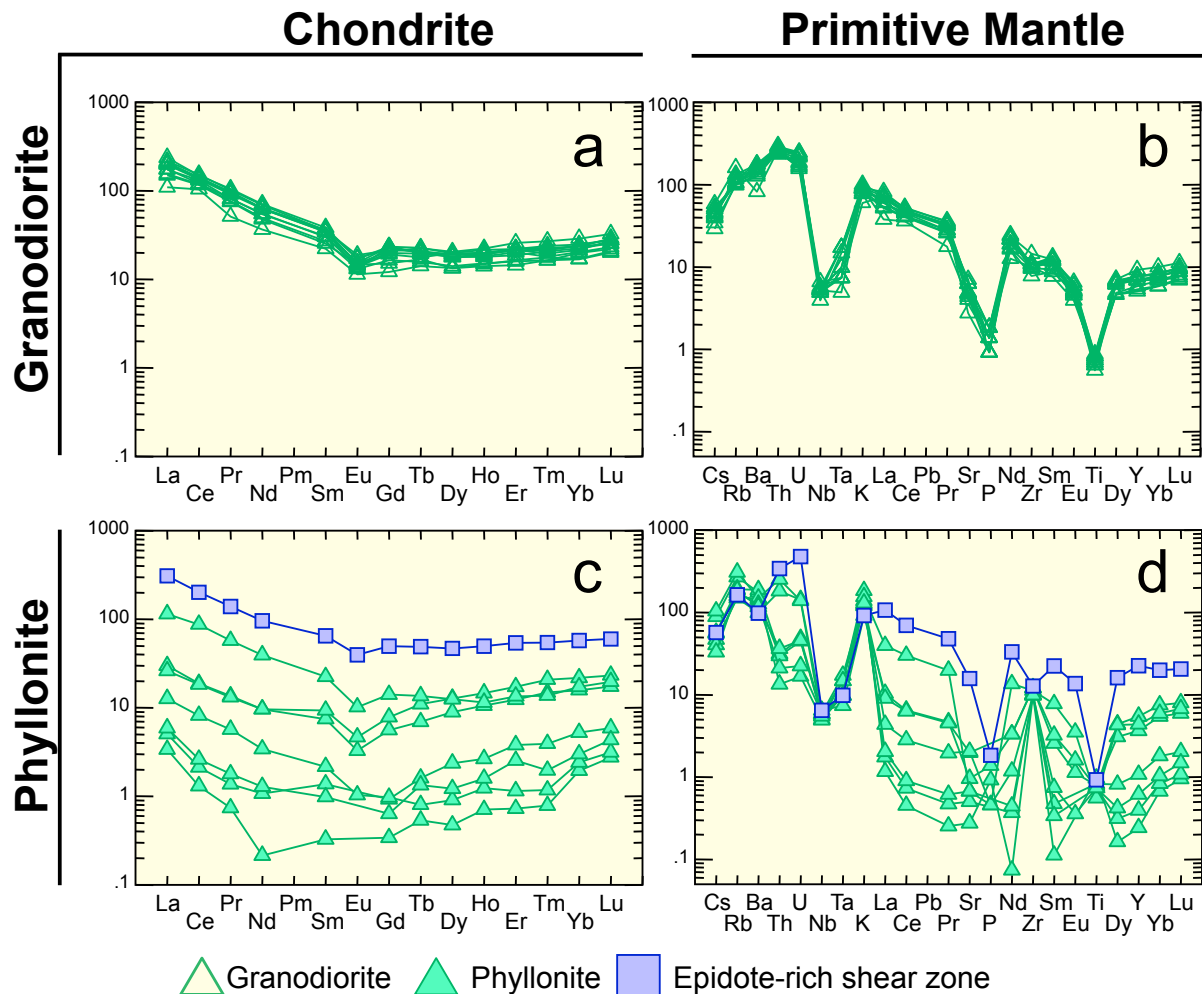 Chondrite
Primitive Mantle
Granodiorite
1000
100
10
1
.1
a
La Ce Pr Nd Pm Sm Eu Gd Tb Dy Ho Er Tm Yb Lu
1000
100
10
1
.1
b
Cs Rb Ba Th U Nb Ta K La Ce Pb Pr Sr P Nd Zr Sm Eu Ti Dy Y Yb Lu
Phyllonite
1000
100
10
1
.1
c
La Ce Pr Nd Pm Sm Eu Gd Tb Dy Ho Er Tm Yb Lu
1000
100
10
1
.1
d
Cs Rb Ba Th U Nb Ta K La Ce Pb Pr Sr P Nd Zr Sm Eu Ti Dy Y Yb Lu
Granodiorite
Phyllonite
Epidote-rich shear zone